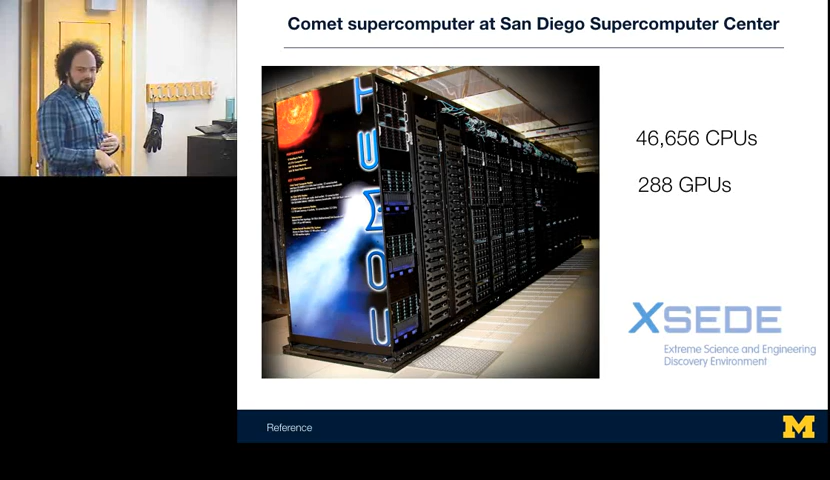 Comet supercomputer at San Diego Supercomputer Center
COMET
46,656 CPUs
288 GPUs
XSEDE
Extreme Science and Engineering
Discovery Environment
Reference
M